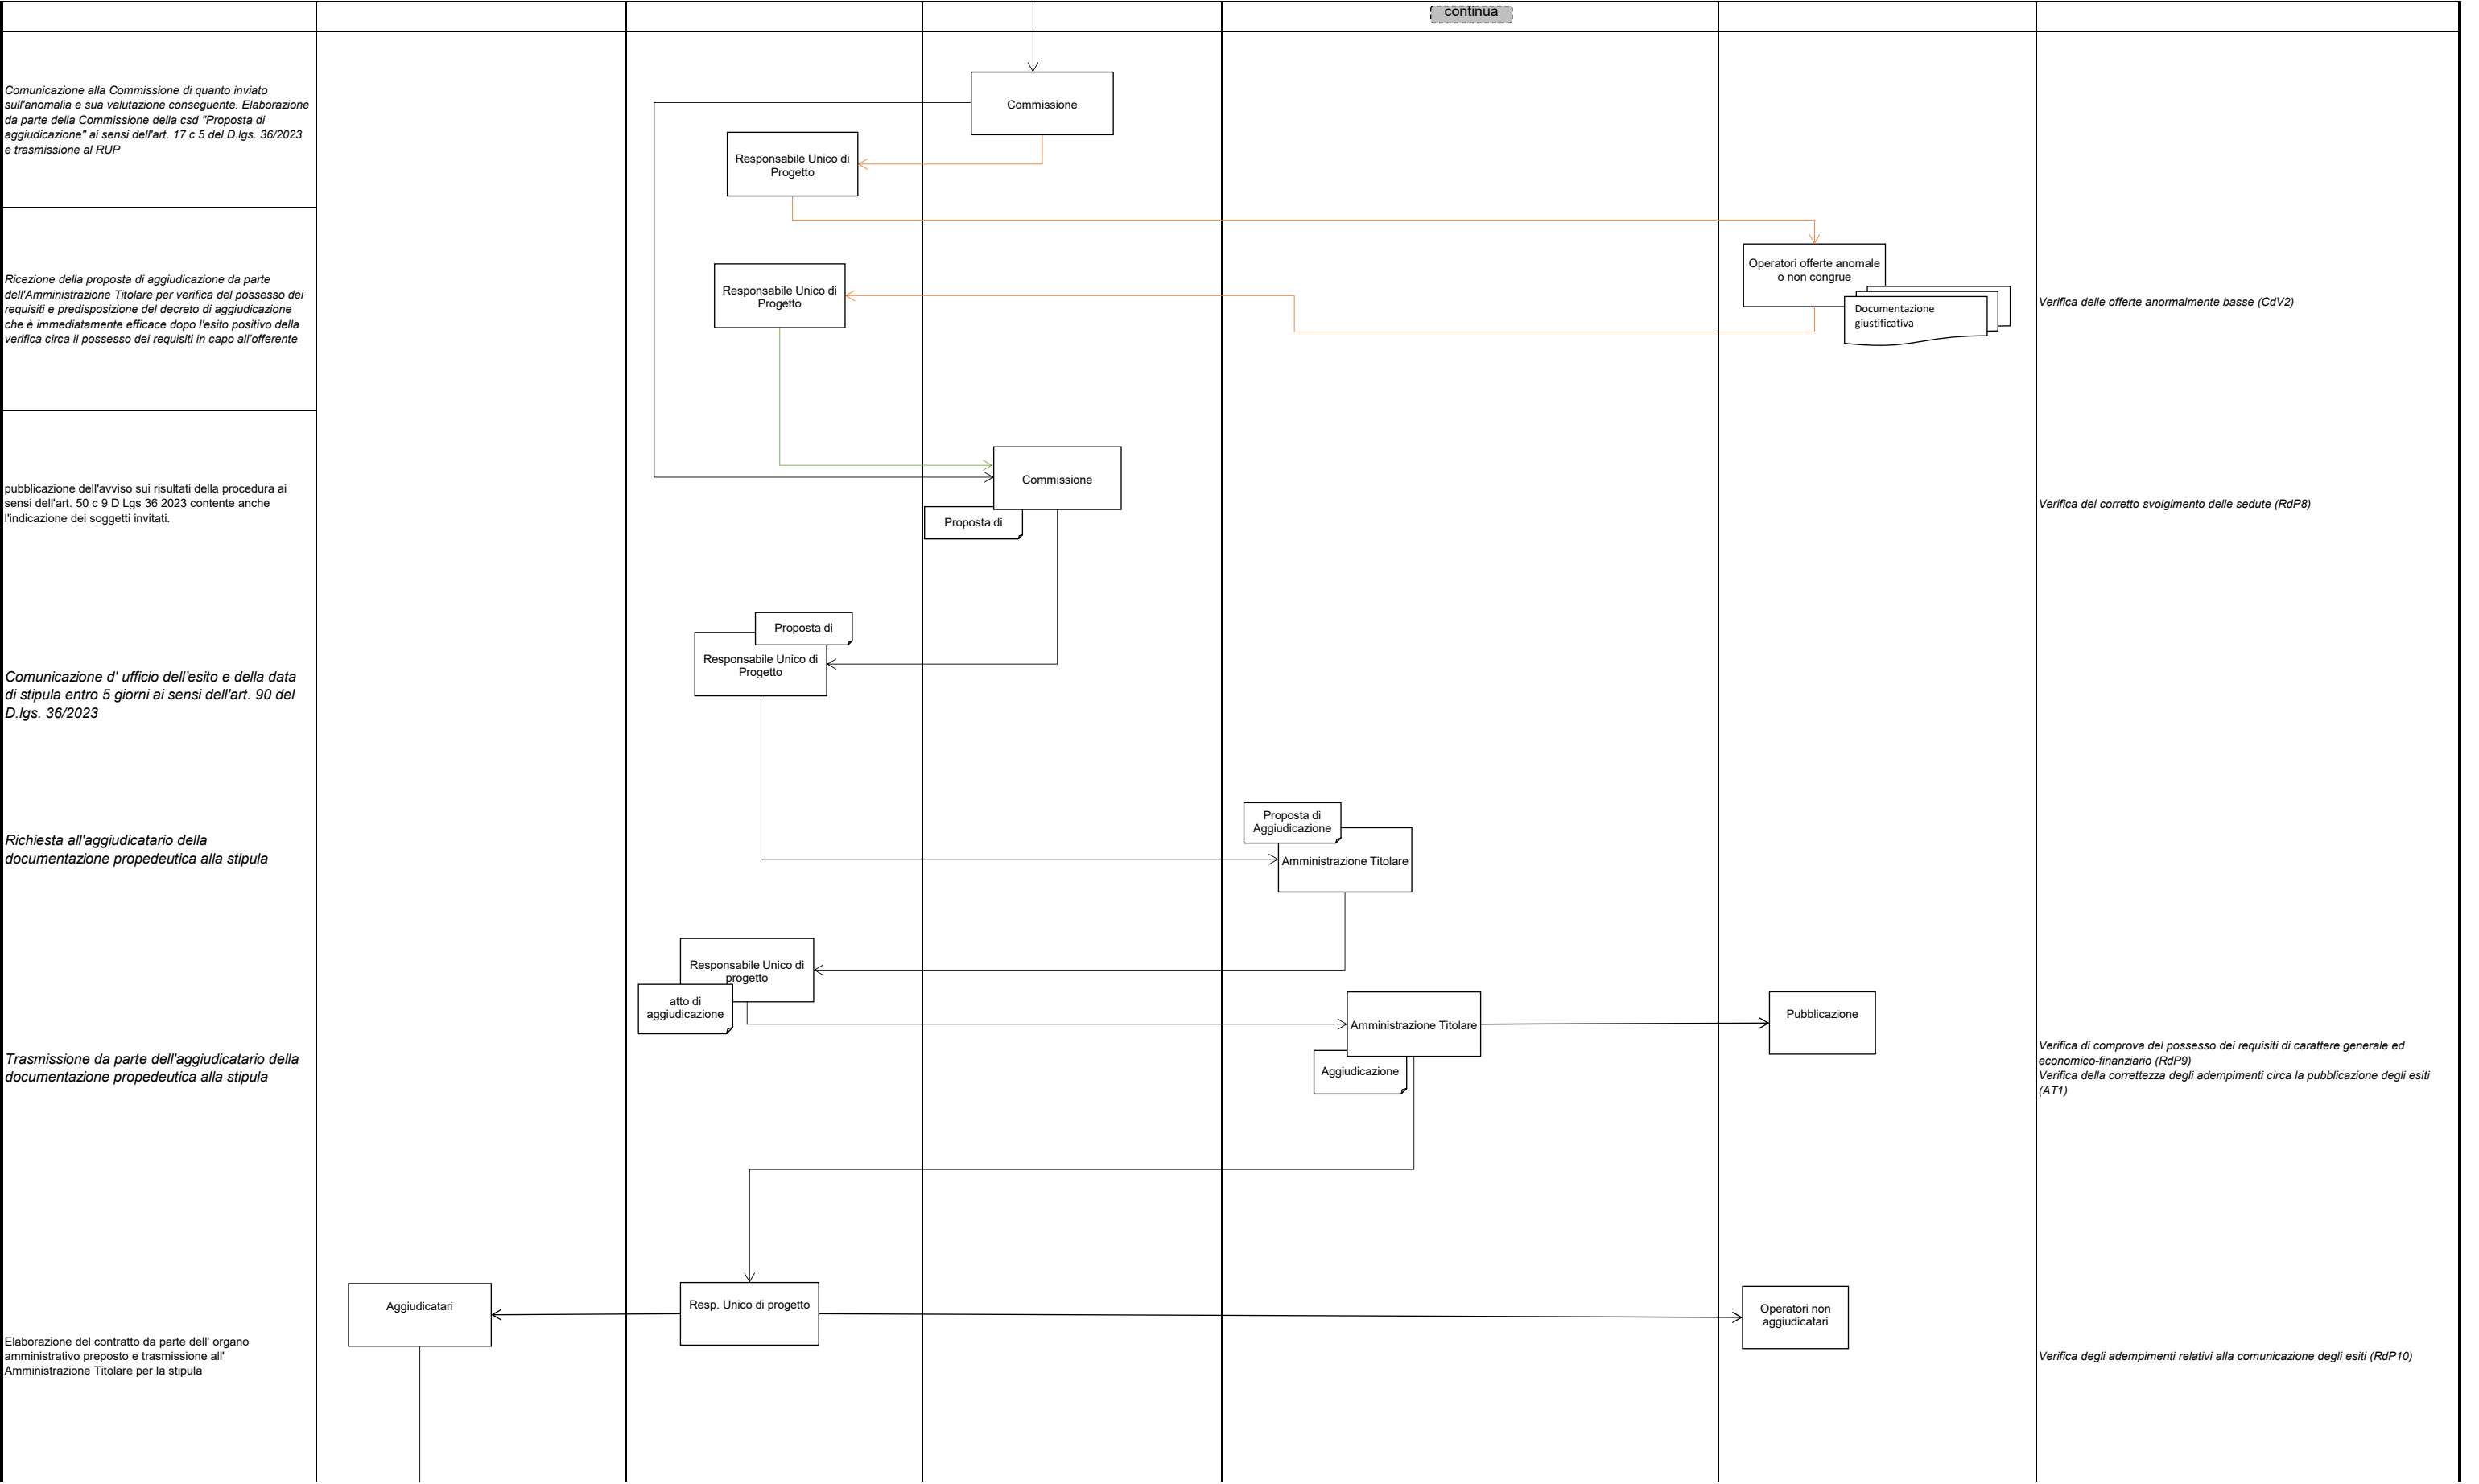 continua
Comunicazione alla Commissione di quanto inviato
sull'anomalia e sua valutazione conseguente. Elaborazione
da parte della Commissione della csd "Proposta di
aggiudicazione" ai sensi dell'art. 17 c 5 del D.lgs. 36/2023
e trasmissione al RUP
Commissione
Responsabile Unico di
Progetto
Ricezione della proposta di aggiudicazione da parte
dell'Amministrazione Titolare per verifica del possesso dei
requisiti e predisposizione del decreto di aggiudicazione
che è immediatamente efficace dopo l'esito positivo della
verifica circa il possesso dei requisiti in capo all'offerente
Responsabile Unico di
Progetto
Operatori offerte anomale
o non congrue
Documentazione
giustificativa
Verifica delle offerte anormalmente basse (CdV2)
pubblicazione dell'avviso sui risultati della procedura ai
sensi dell'art. 50 c 9 D Lgs 36 2023 contente anche
l'indicazione dei soggetti invitati.
Commissione
Proposta di
Verifica del corretto svolgimento delle sedute (RdP8)
Comunicazione d' ufficio dell'esito e della data
di stipula entro 5 giorni ai sensi dell'art. 90 del
D.lgs. 36/2023
Proposta di
Responsabile Unico di
Progetto
Richiesta all'aggiudicatario della
documentazione propedeutica alla stipula
Proposta di
Aggiudicazione
Amministrazione Titolare
Responsabile Unico di
progetto
atto di
aggiudicazione
Trasmissione da parte dell'aggiudicatario della
documentazione propedeutica alla stipula
Amministrazione Titolare
Aggiudicazione
Pubblicazione
Verifica di comprova del possesso dei requisiti di carattere generale ed
economico-finanziario (RdP9)
Verifica della correttezza degli adempimenti circa la pubblicazione degli esiti
(AT1)
Elaborazione del contratto da parte dell' organo
amministrativo preposto e trasmissione all'
Amministrazione Titolare per la stipula
Aggiudicatari
Resp. Unico di progetto
Operatori non
aggiudicatari
Verifica degli adempimenti relativi alla comunicazione degli esiti (RdP10)